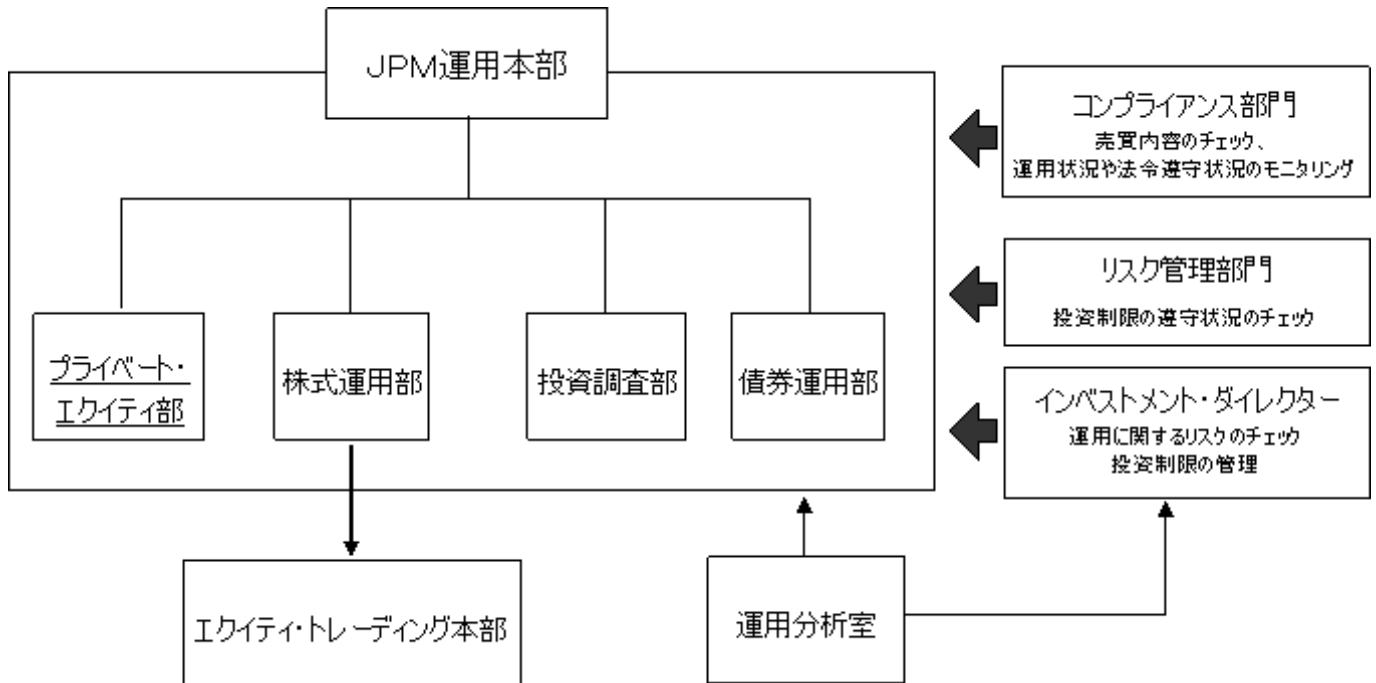 JPM運用本部
コンプライアンス部門
売買内容のチェック、
運用状況や法令遵守状況のモニタリング
リスク管理部門
投資制限の遵守状況のチェック
プライベート・
エクイティ部
株式運用部
投資調査部
債券運用部
インベストメント・ダイレクター
運用に関するリスクのチェック
投資制限の管理
エクイティ・トレーディング本部
運用分析室